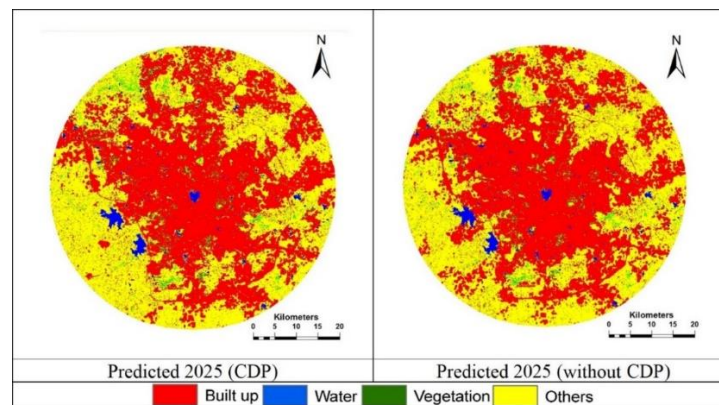 N
N
Kilometers
0 5 10 15 20
Kilometers
0 5 10 15 20
Predicted 2025 (CDP)
Predicted 2025 (without CDP)
Built up Water Vegetation Others